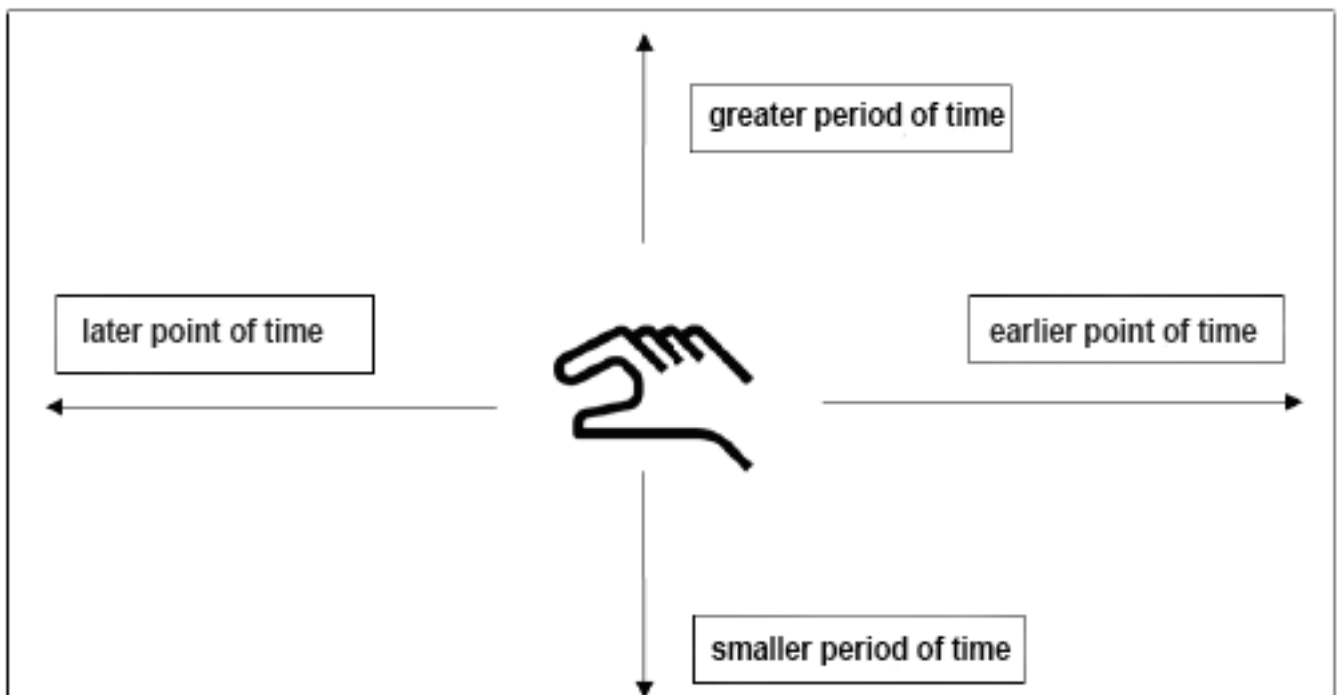 greater period of time
later point of time
earlier point of time
smaller period of time